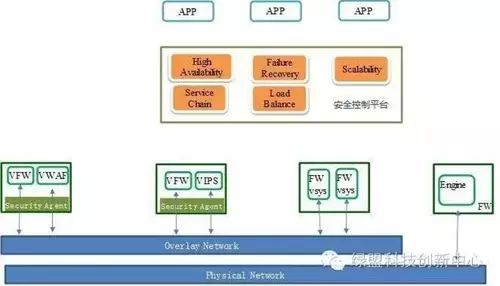 APP
APP
APP
High
Availability
Failure
Recovery
Scalability
Service
Chain
Load
Balance
安全控制平台
VFW
VWAF
Security Agent
VFW
VIPS
Security Agent
FW
vsys
FW
vsys
Engine
FW
Overlay Network
Physical Network
绿盟科技创新中心